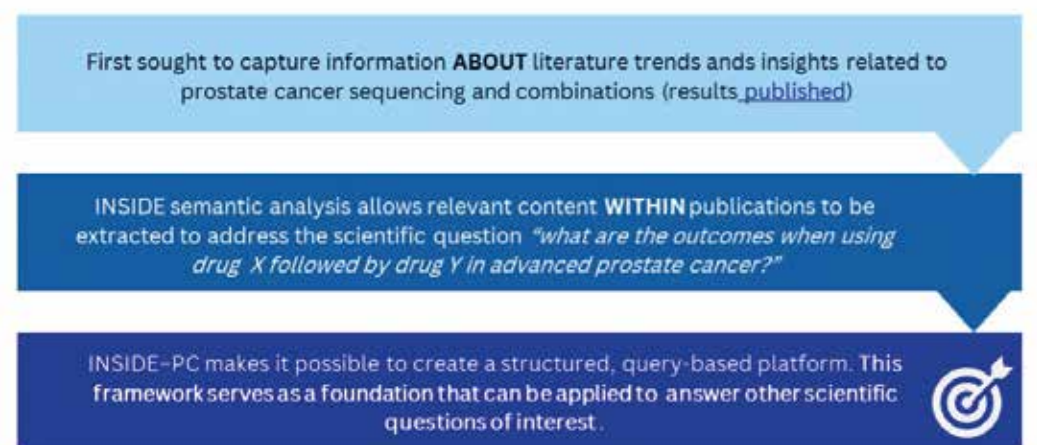 First sought to capture information ABOUT literature trends ands insights related to
prostate cancer sequencing and combinations (results published)
INSIDE semantic analysis allows relevant content WITHIN publications to be
extracted to address the scientific question “what are the outcomes when using
drug X followed by drug Y in advanced prostate cancer?”
INSIDE–PC makes it possible to create a structured, query-based platform. This
framework serves as a foundation that can be applied to answer other scientific
questions of interest.